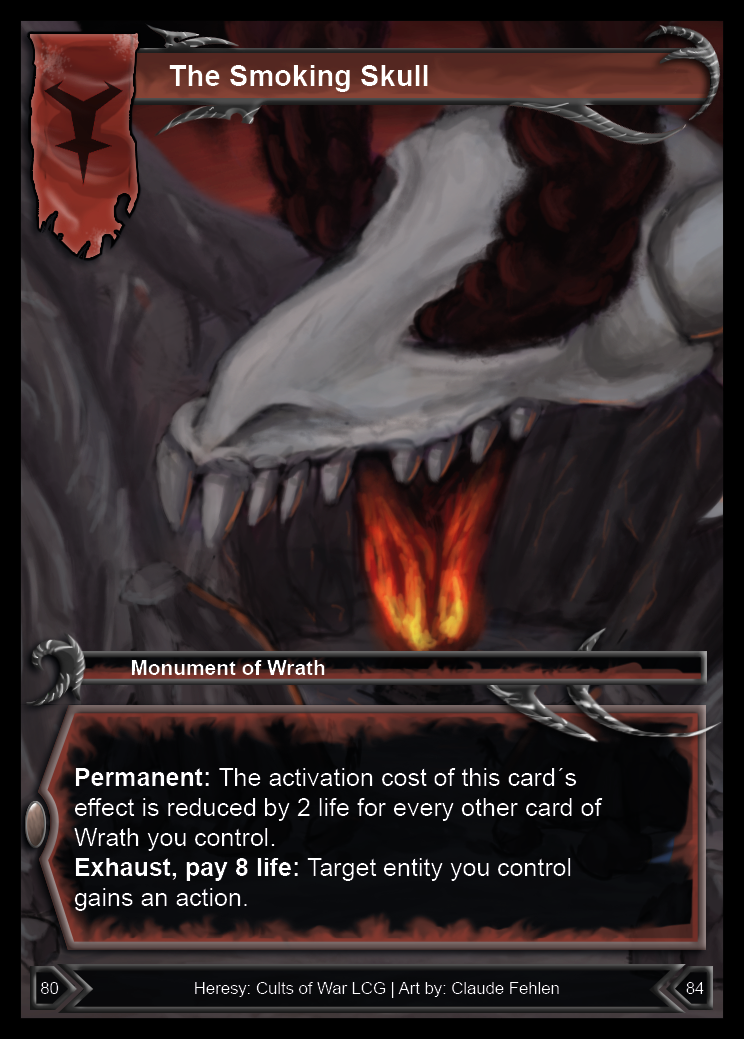 The Smoking Skull
Monument of Wrath
Permanent: The activation cost of this card´s
effect is reduced by 2 life for every other card of
Wrath you control.
Exhaust, pay 8 life: Target entity you control
gains an action.
80
Heresy: Cults of War LCG | Art by: Claude Fehlen
84